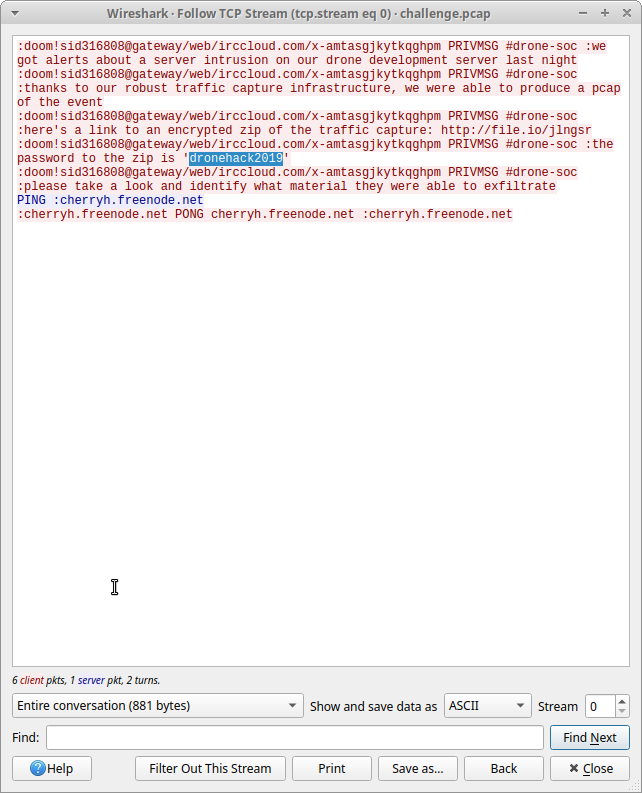 Wireshark · Follow TCP Stream (tcp.stream eq 0) · challenge.pcap
:doom!sid316808@gateway/web/irccloud.com/x-amtasgjkytkqghpm PRIVMSG #drone-soc :we
got alerts about a server intrusion on our drone development server last night
:doom!sid316808@gateway/web/irccloud.com/x-amtasgjkytkqghpm PRIVMSG #drone-soc
:thanks to our robust traffic capture infrastructure, we were able to produce a pcap
of the event
:doom!sid316808@gateway/web/irccloud.com/x-amtasgjkytkqghpm PRIVMSG #drone-soc
:here's a link to an encrypted zip of the traffic capture: http://file.io/jlngsr
:doom!sid316808@gateway/web/irccloud.com/x-amtasgjkytkqghpm PRIVMSG #drone-soc :the
password to the zip is 'dronehack2019'
:doom!sid316808@gateway/web/irccloud.com/x-amtasgjkytkqghpm PRIVMSG #drone-soc
:please take a look and identify what material they were able to exfiltrate
PING :cherryh.freenode.net
:cherryh.freenode.net PONG cherryh.freenode.net :cherryh.freenode.net
6 client pkts, 1 server pkt, 2 turns.
Entire conversation (881 bytes) Show and save data as ASCII Stream 0
Find: Find Next
Help Filter Out This Stream Print Save as... Back Close